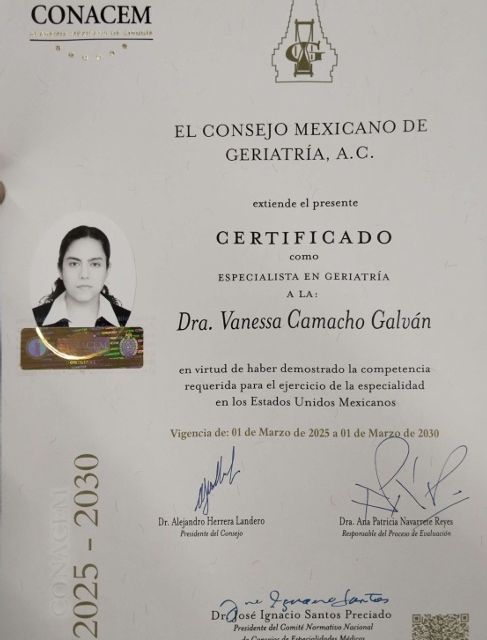 CONACEM
EL CONSEJO MEXICANO DE
GERIATRÍA, A.C.
extiende el presente
CERTIFICADO
como
ESPECIALISTA EN GERIATRÍA
A LA:
Dra. Vanessa Camacho Galván
en virtud de haber demostrado la competencia
requerida para el ejercicio de la especialidad
en los Estados Unidos Mexicanos
Vigencia de: 01 de Marzo de 2025 a 01 de Marzo de 2030
Dr. Alejandro Herrera Landero
Presidente del Consejo
Dra. Ana Patricia Navarrete Reyes
Responsable del Proceso de Evaluación
Dr. José Ignacio Santos Preciado
Presidente del Comité Normativo Nacional
de Consejos de Especialidades Médicas
CONACEM
2025 - 2030
CONACEM